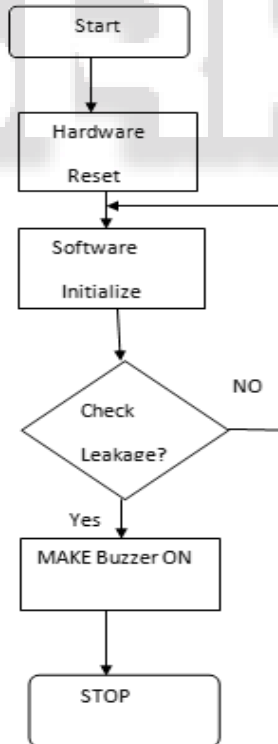 Start
Hardware
Reset
Software
Initialize
NO
Check
Leakage?
Yes
MAKE Buzzer ON
STOP